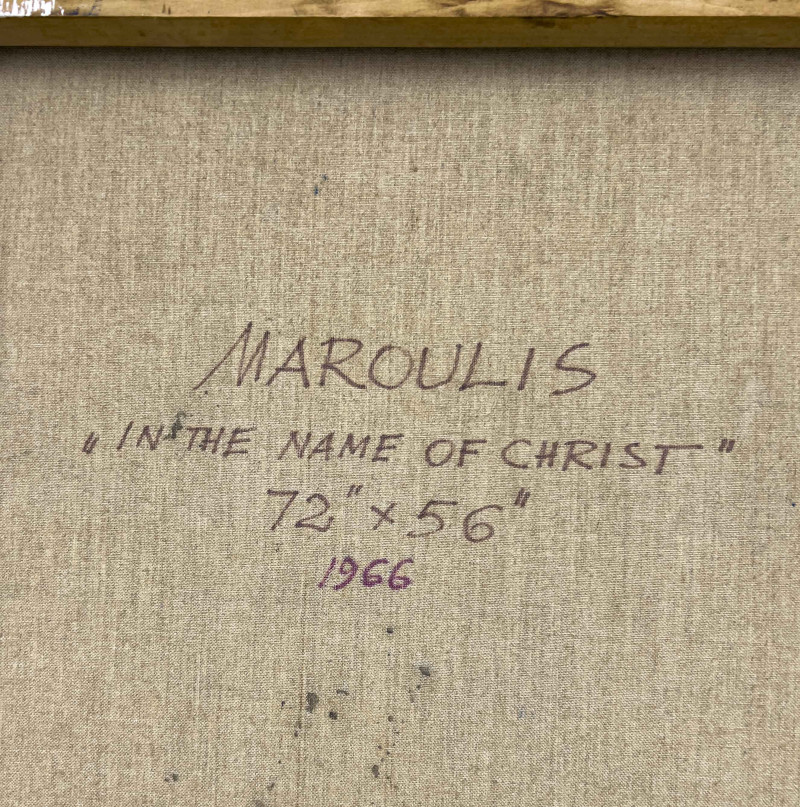 MAROULIS
„IN THE NAME OF CHRIST"
72" x 56"
1966